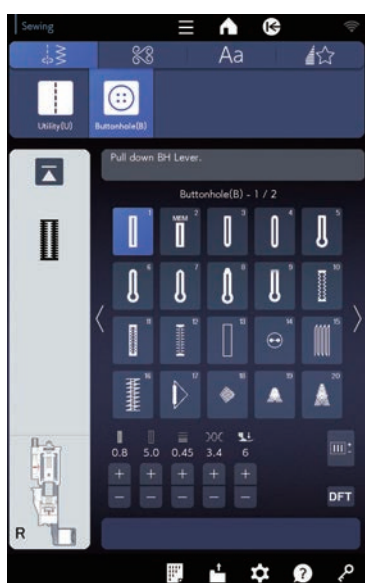 Sewing
Aa
Utility(U) Buttonhole(B)
Pull down BH Lever.
Buttonhole(B) - 1 / 2
1 MEM 2 3 4 5
6 7 8 9 10
11 12 13 14 15
16 17 18 19 20
0.8 5.0 0.45 3.4 6
+ + + + +
− − − − −
DFT
R
?